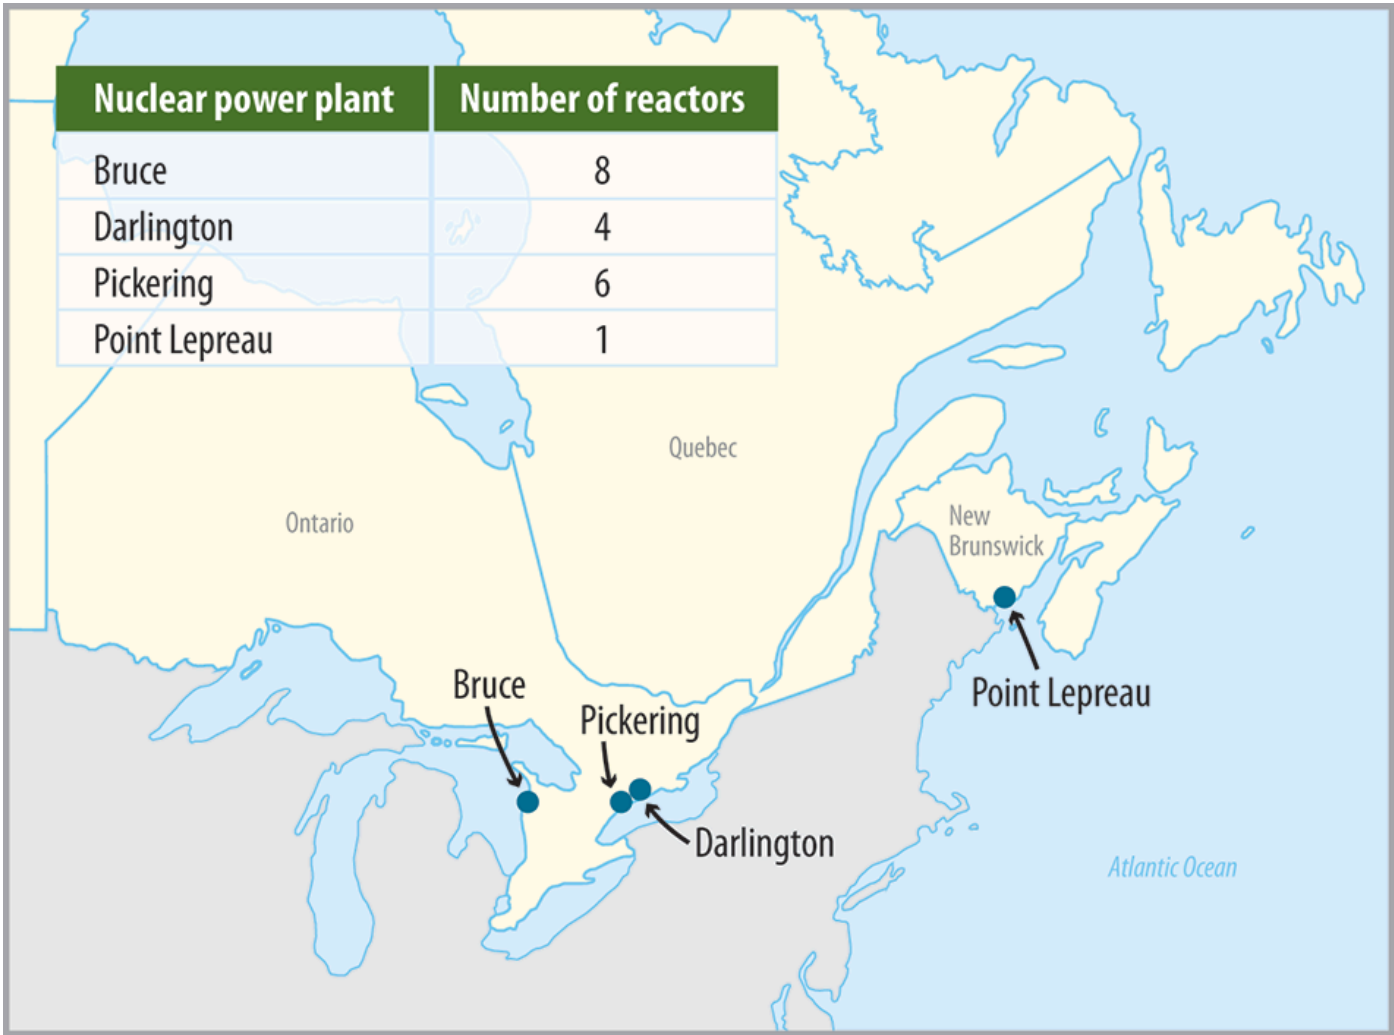 Nuclear power plant Number of reactors
Bruce 8
Darlington 4
Pickering 6
Point Lepreau 1
Quebec
Ontario
New
Brunswick
Bruce
Pickering
Point Lepreau
Darlington
Atlantic Ocean